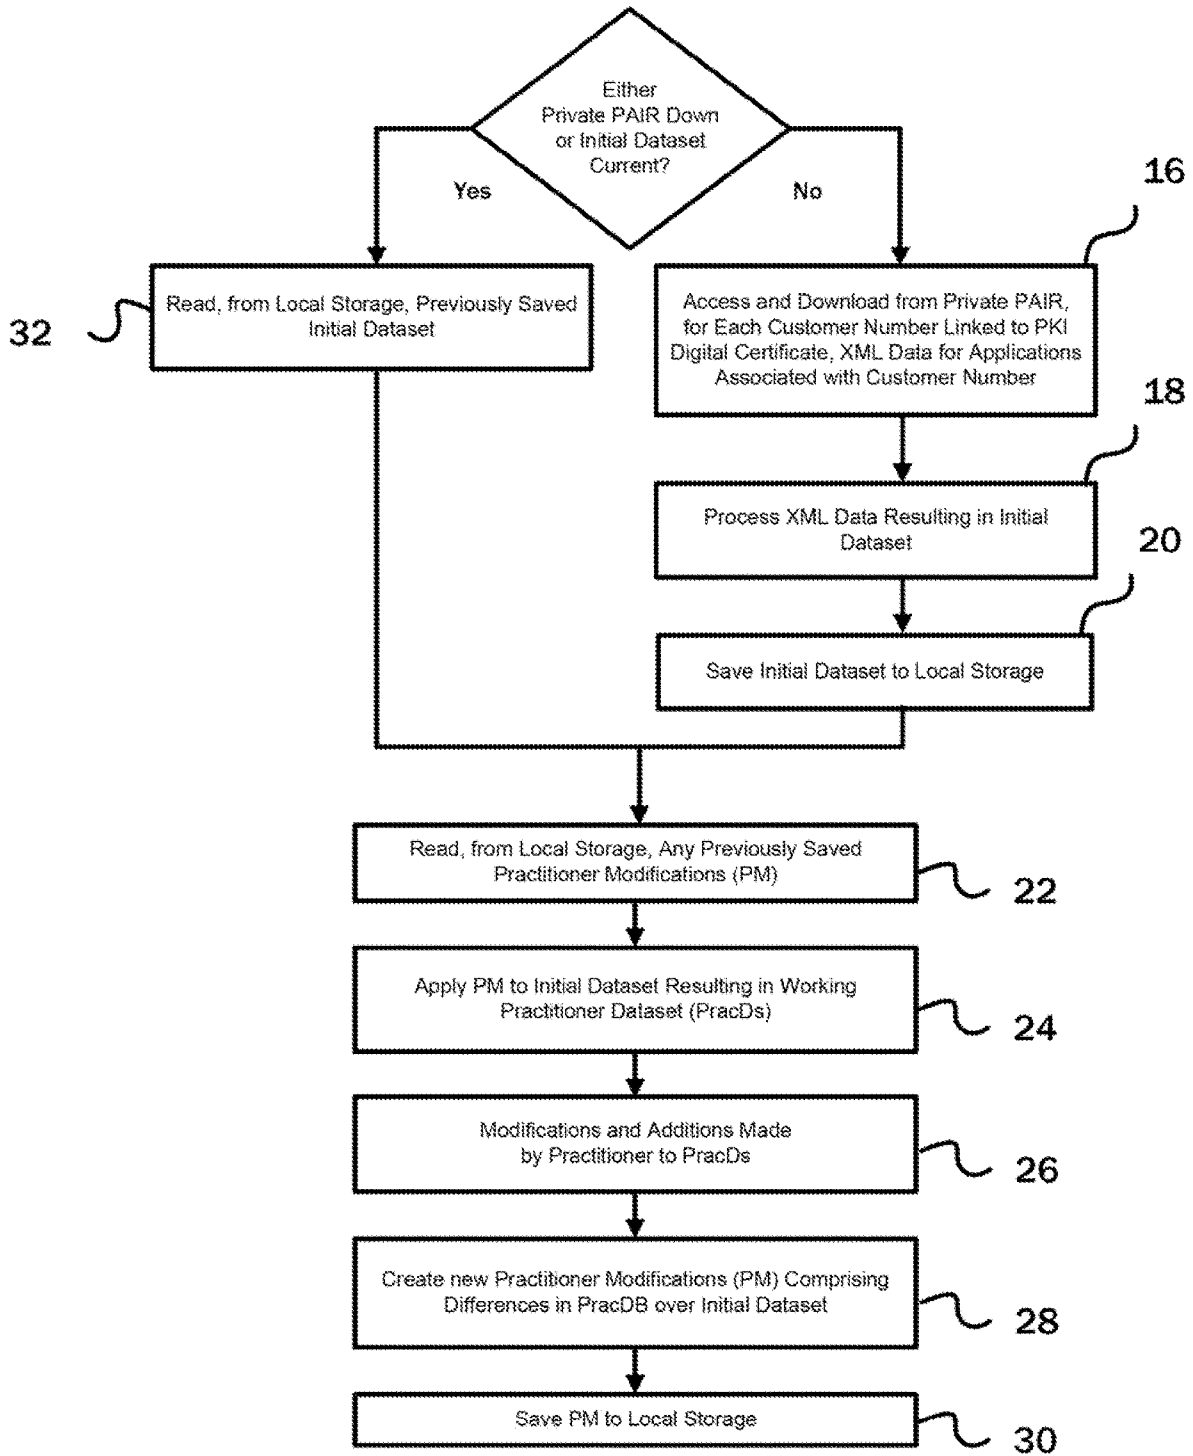 Either
Private PAIR Down
or Initial Dataset
Current?
Yes
No
16
Read, from Local Storage, Previously Saved
Initial Dataset
32
Access and Download from Private PAIR,
for Each Customer Number Linked to PKI
Digital Certificate, XML Data for Applications
Associated with Customer Number
18
Process XML Data Resulting in Initial
Dataset
20
Save Initial Dataset to Local Storage
Read, from Local Storage, Any Previously Saved
Practitioner Modifications (PM)
22
Apply PM to Initial Dataset Resulting in Working
Practitioner Dataset (PracDs)
24
Modifications and Additions Made
by Practitioner to PracDs
26
Create new Practitioner Modifications (PM) Comprising
Differences in PracDB over Initial Dataset
28
Save PM to Local Storage
30